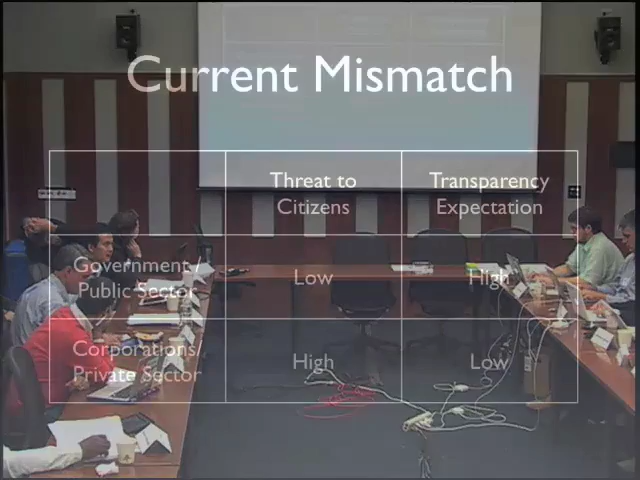 Current Mismatch
Threat to
Citizens
Transparency
Expectation
Government
Public Sector
Low
High
Corporations
Private Sector
High
Low